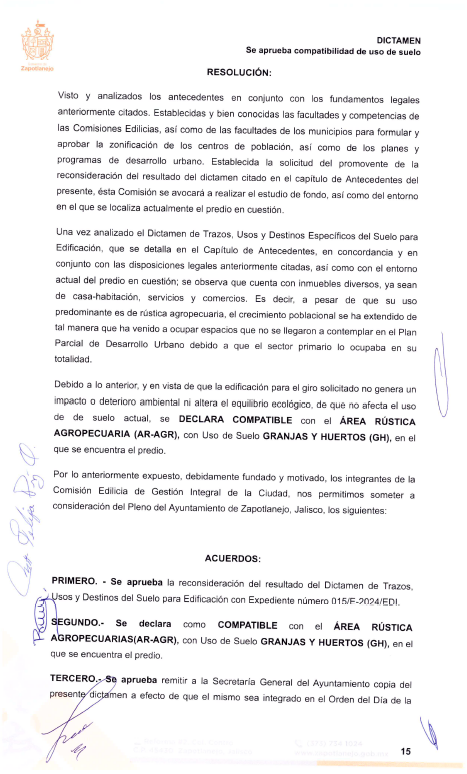 Zapotlanejo
DICTAMEN
Se aprueba compatibilidad de uso de suelo
RESOLUCIÓN:
Visto y analizados los antecedentes en conjunto con los fundamentos legales
anteriormente citados. Establecidas y bien conocidas las facultades y competencias de
las Comisiones Edilicias, así como de las facultades de los municipios para formular y
aprobar la zonificación de los centros de población, así como de los planes y
programas de desarrollo urbano. Establecida la solicitud del promovente de la
reconsideración del resultado del dictamen citado en el capítulo de Antecedentes del
presente, ésta Comisión se avocará a realizar el estudio de fondo, así como del entorno
en el que se localiza actualmente el predio en cuestión.
Una vez analizado el Dictamen de Trazos, Usos y Destinos Específicos del Suelo para
Edificación, que se detalla en el Capítulo de Antecedentes, en concordancia y en
conjunto con las disposiciones legales anteriormente citadas, así como con el entorno
actual del predio en cuestión; se observa que cuenta con inmuebles diversos, ya sean
de casa-habitación, servicios y comercios. Es decir, a pesar de que su uso
predominante es de rústica agropecuaria, el crecimiento poblacional se ha extendido de
tal manera que ha venido a ocupar espacios que no se llegaron a contemplar en el Plan
Parcial de Desarrollo Urbano debido a que el sector primario lo ocupaba en su
totalidad.
Debido a lo anterior, y en vista de que la edificación para el giro solicitado no genera un
impacto o deterioro ambiental ni altera el equilibrio ecológico, de que no afecta el uso
de de suelo actual, se DECLARA COMPATIBLE con el ÁREA RÚSTICA
AGROPECUARIA (AR-AGR), con Uso de Suelo GRANJAS Y HUERTOS (GH), en el
que se encuentra el predio.
Por lo anteriormente expuesto, debidamente fundado y motivado, los integrantes de la
Comisión Edilicia de Gestión Integral de la Ciudad, nos permitimos someter a
consideración del Pleno del Ayuntamiento de Zapotlanejo, Jalisco, los siguientes:
ACUERDOS:
PRIMERO. - Se aprueba la reconsideración del resultado del Dictamen de Trazos,
Usos y Destinos del Suelo para Edificación con Expediente número 015/F-2024/EDI.
SEGUNDO.- Se declara como COMPATIBLE con el ÁREA RÚSTICA
AGROPECUARIAS(AR-AGR), con Uso de Suelo GRANJAS Y HUERTOS (GH), en el
que se encuentra el predio.
TERCERO.- Se aprueba remitir a la Secretaría General del Ayuntamiento copia del
presente dictamen a efecto de que el mismo sea integrado en el Orden del Día de la
15